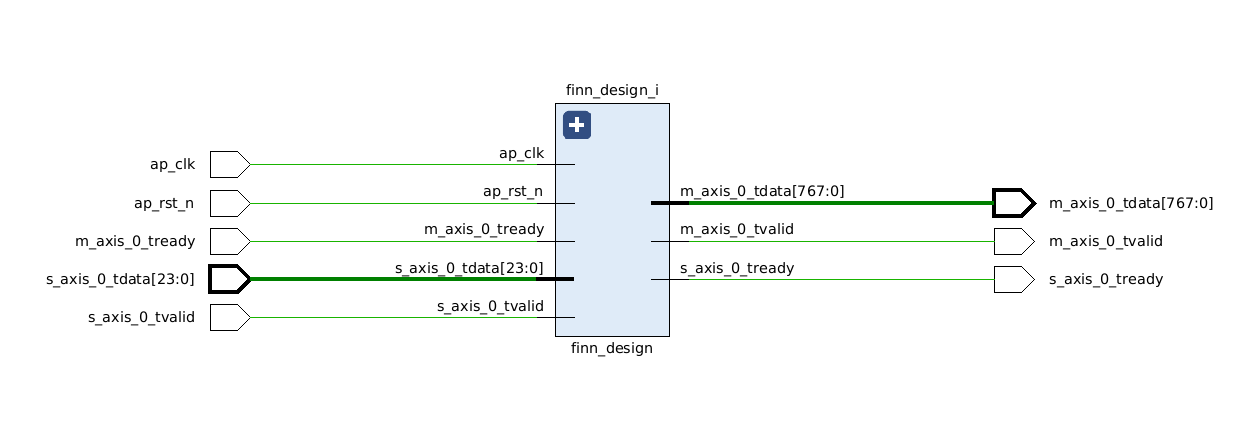 finn_design_i
ap_clk
ap_clk
ap_rst_n
ap_rst_n
m_axis_0_tdata[767:0]
m_axis_0_tdata[767:0]
m_axis_0_tready
m_axis_0_tready
m_axis_0_tvalid
m_axis_0_tvalid
s_axis_0_tdata[23:0]
s_axis_0_tdata[23:0]
s_axis_0_tready
s_axis_0_tready
s_axis_0_tvalid
s_axis_0_tvalid
finn_design